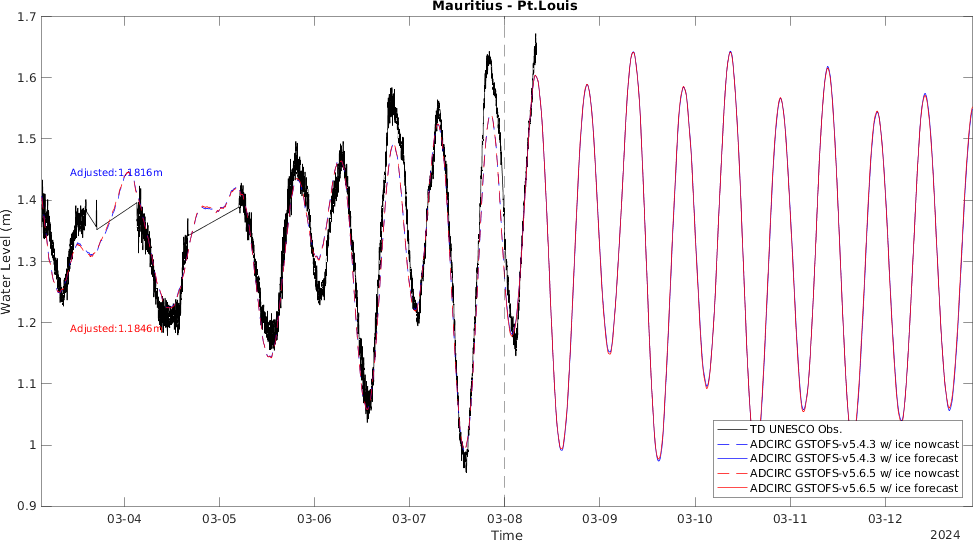 Mauritius - Pt.Louis
1.7
1.6
1.5
1.4
1.3
1.2
1.1
1
0.9
Water Level (m)
Adjusted:1.1816m
Adjusted:1.1846m
TD UNESCO Obs.
ADCIRC GSTOFS-v5.4.3 w/ ice nowcast
ADCIRC GSTOFS-v5.4.3 w/ ice forecast
ADCIRC GSTOFS-v5.6.5 w/ ice nowcast
ADCIRC GSTOFS-v5.6.5 w/ ice forecast
03-04 03-05 03-06 03-07 03-08 03-09 03-10 03-11 03-12
Time
2024